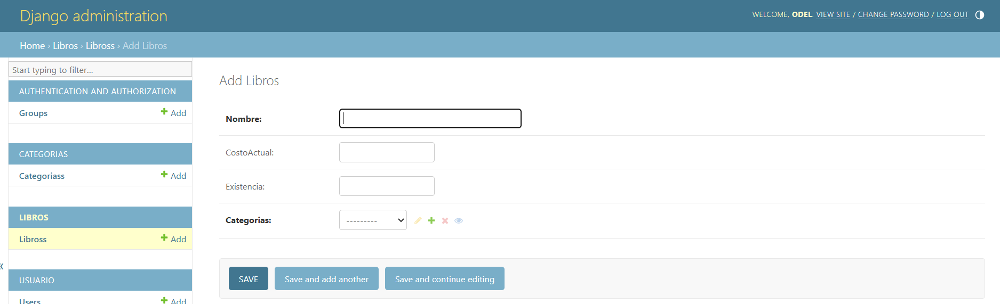 Django administration
WELCOME, ODEL. VIEW SITE / CHANGE PASSWORD / LOG OUT
Home › Libros › Libross › Add Libros
Start typing to filter...
AUTHENTICATION AND AUTHORIZATION
Groups
Add
CATEGORIAS
Categoriass
Add
LIBROS
Libross
Add
USUARIO
Users
Add
«
Add Libros
Nombre:
CostoActual:
Existencia:
Categorias:
---------
SAVE
Save and add another
Save and continue editing